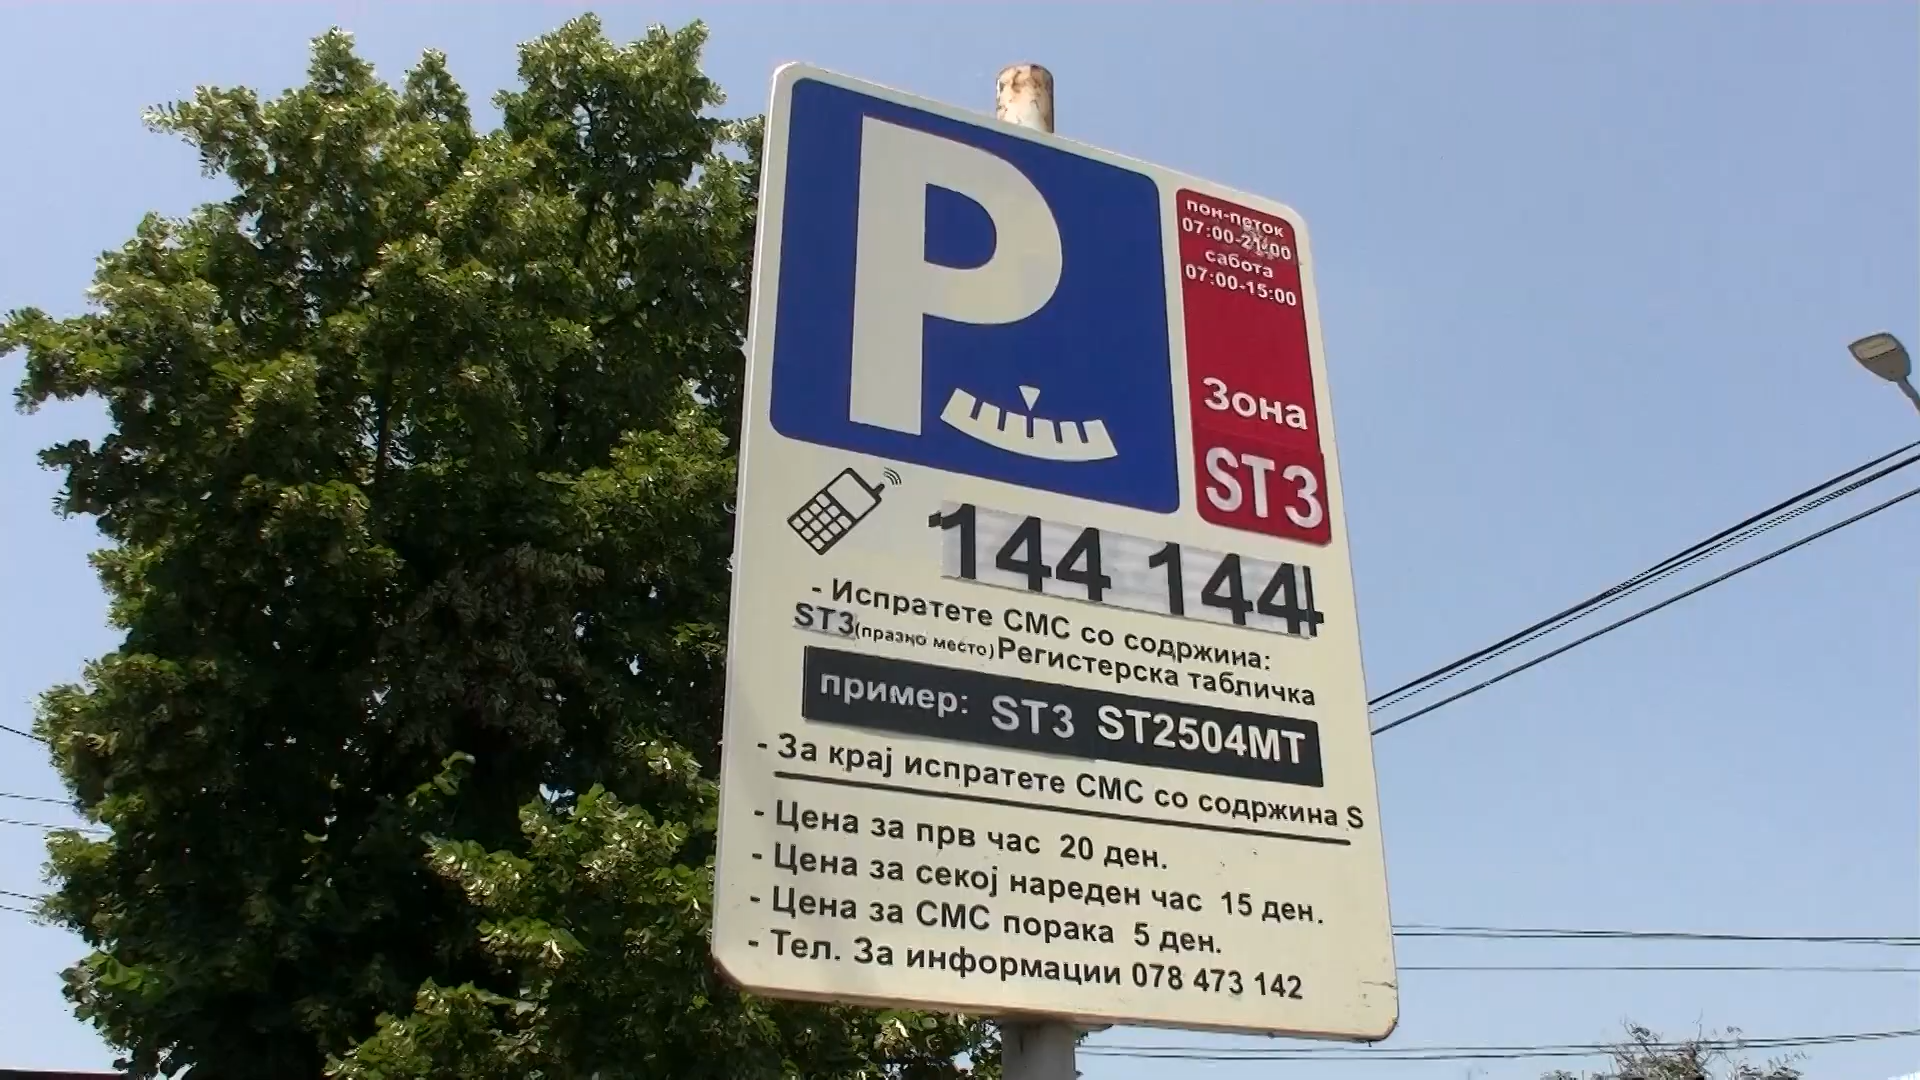 P
пон-петок
07:00-21:00
сабота
07:00-15:00
Зона
ST3
144 144
- Испратете СМС со содржина:
ST3(празно место)Регистерска табличка
пример: ST3 ST2504MT
- За крај испратете СМС со содржина S
- Цена за прв час 20 ден.
- Цена за секој нареден час 15 ден.
- Цена за СМС порака 5 ден.
- Тел. За информации 078 473 142